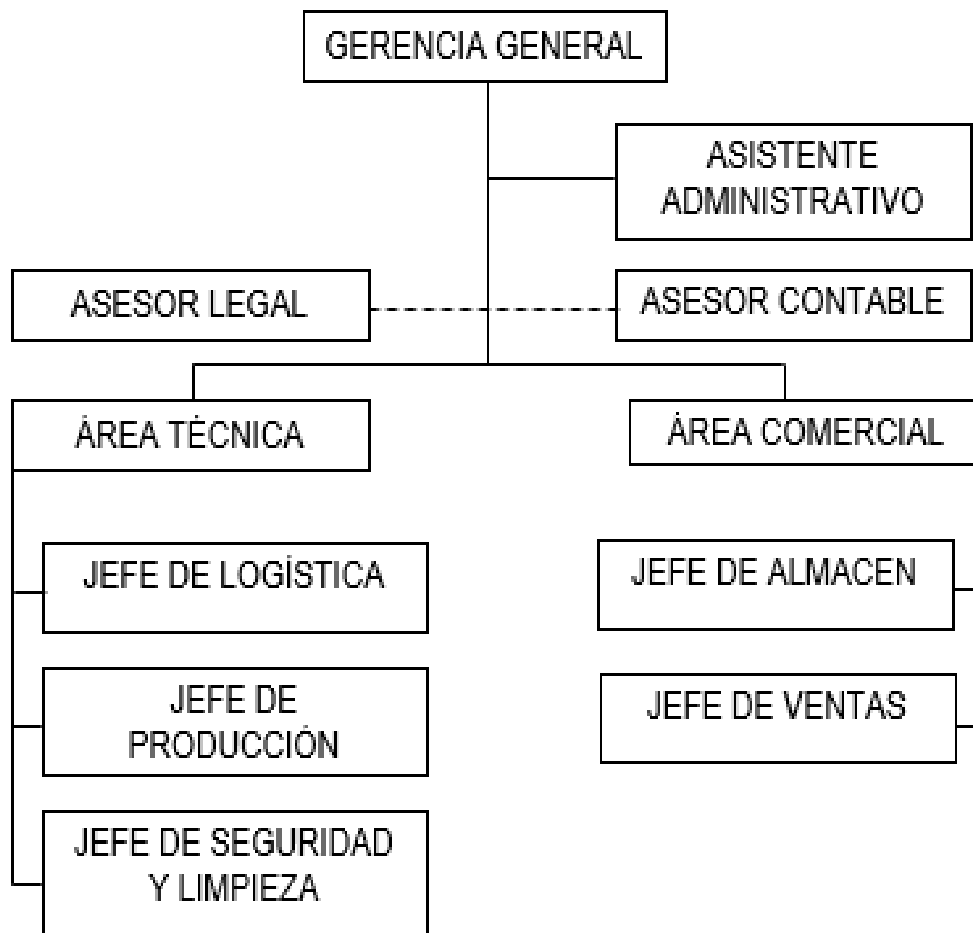 GERENCIA GENERAL
ASISTENTE
ADMINISTRATIVO
ASESOR LEGAL
ASESOR CONTABLE
ÁREA TÉCNICA
ÁREA COMERCIAL
JEFE DE LOGÍSTICA
JEFE DE ALMACEN
JEFE DE
PRODUCCIÓN
JEFE DE VENTAS
JEFE DE SEGURIDAD
Y LIMPIEZA